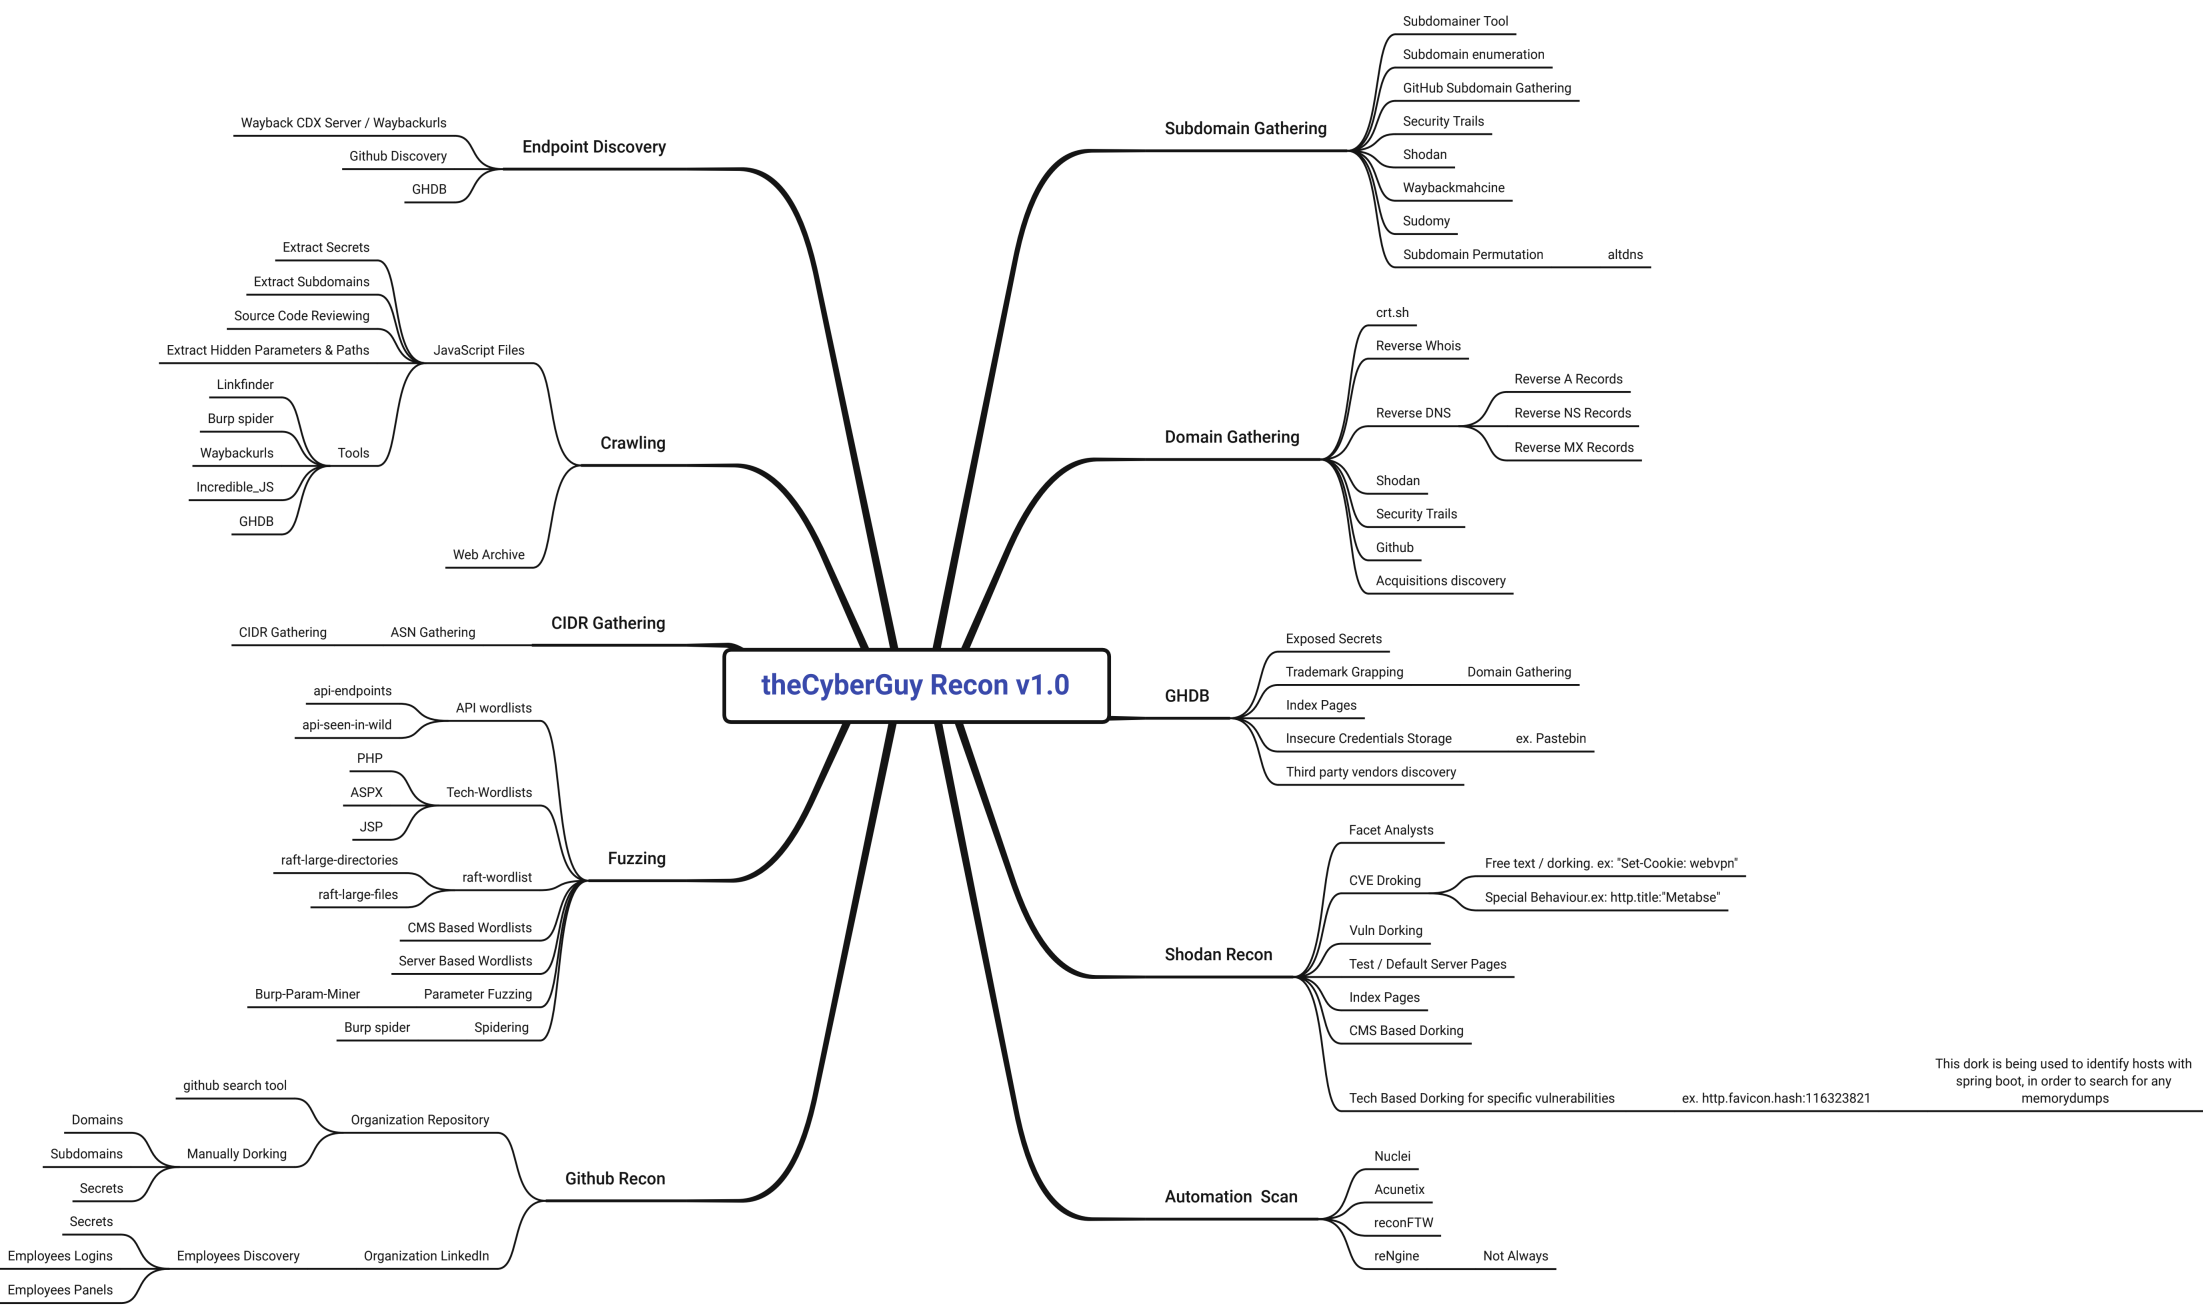 theCyberGuy Recon v1.0
Subdomain Gathering
Subdomainer Tool
Subdomain enumeration
GitHub Subdomain Gathering
Security Trails
Shodan
Waybackmahcine
Sudomy
Subdomain Permutation
altdns
Domain Gathering
crt.sh
Reverse Whois
Reverse DNS
Reverse A Records
Reverse NS Records
Reverse MX Records
Shodan
Security Trails
Github
Acquisitions discovery
GHDB
Exposed Secrets
Trademark Grapping
Domain Gathering
Index Pages
Insecure Credentials Storage
ex. Pastebin
Third party vendors discovery
Shodan Recon
Facet Analysts
CVE Droking
Free text / dorking. ex: "Set-Cookie: webvpn"
Special Behaviour.ex: http.title:"Metabse"
Vuln Dorking
Test / Default Server Pages
Index Pages
CMS Based Dorking
Tech Based Dorking for specific vulnerabilities
ex. http.favicon.hash:116323821
This dork is being used to identify hosts with
spring boot, in order to search for any
memorydumps
Automation Scan
Nuclei
Acunetix
reconFTW
reNgine
Not Always
Endpoint Discovery
Wayback CDX Server / Waybackurls
Github Discovery
GHDB
Crawling
JavaScript Files
Extract Secrets
Extract Subdomains
Source Code Reviewing
Extract Hidden Parameters & Paths
Tools
Linkfinder
Burp spider
Waybackurls
Incredible_JS
GHDB
Web Archive
CIDR Gathering
ASN Gathering
CIDR Gathering
Fuzzing
API wordlists
api-endpoints
api-seen-in-wild
Tech-Wordlists
PHP
ASPX
JSP
raft-wordlist
raft-large-directories
raft-large-files
CMS Based Wordlists
Server Based Wordlists
Parameter Fuzzing
Burp-Param-Miner
Spidering
Burp spider
Github Recon
Organization Repository
github search tool
Manually Dorking
Domains
Subdomains
Secrets
Organization LinkedIn
Employees Discovery
Secrets
Employees Logins
Employees Panels